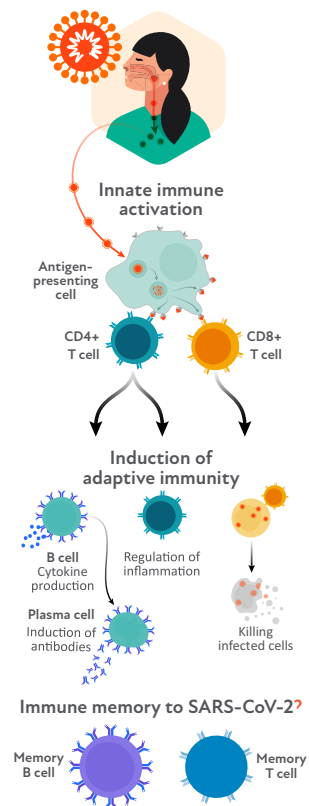 Innate immune
activation
Antigen-
presenting
cell
CD4+
T cell
CD8+
T cell
Induction of
adaptive immunity
B cell
Cytokine
production
Regulation of
inflammation
Plasma cell
Induction of
antibodies
Killing
infected cells
Immune memory to SARS-CoV-2?
Memory
B cell
Memory
T cell